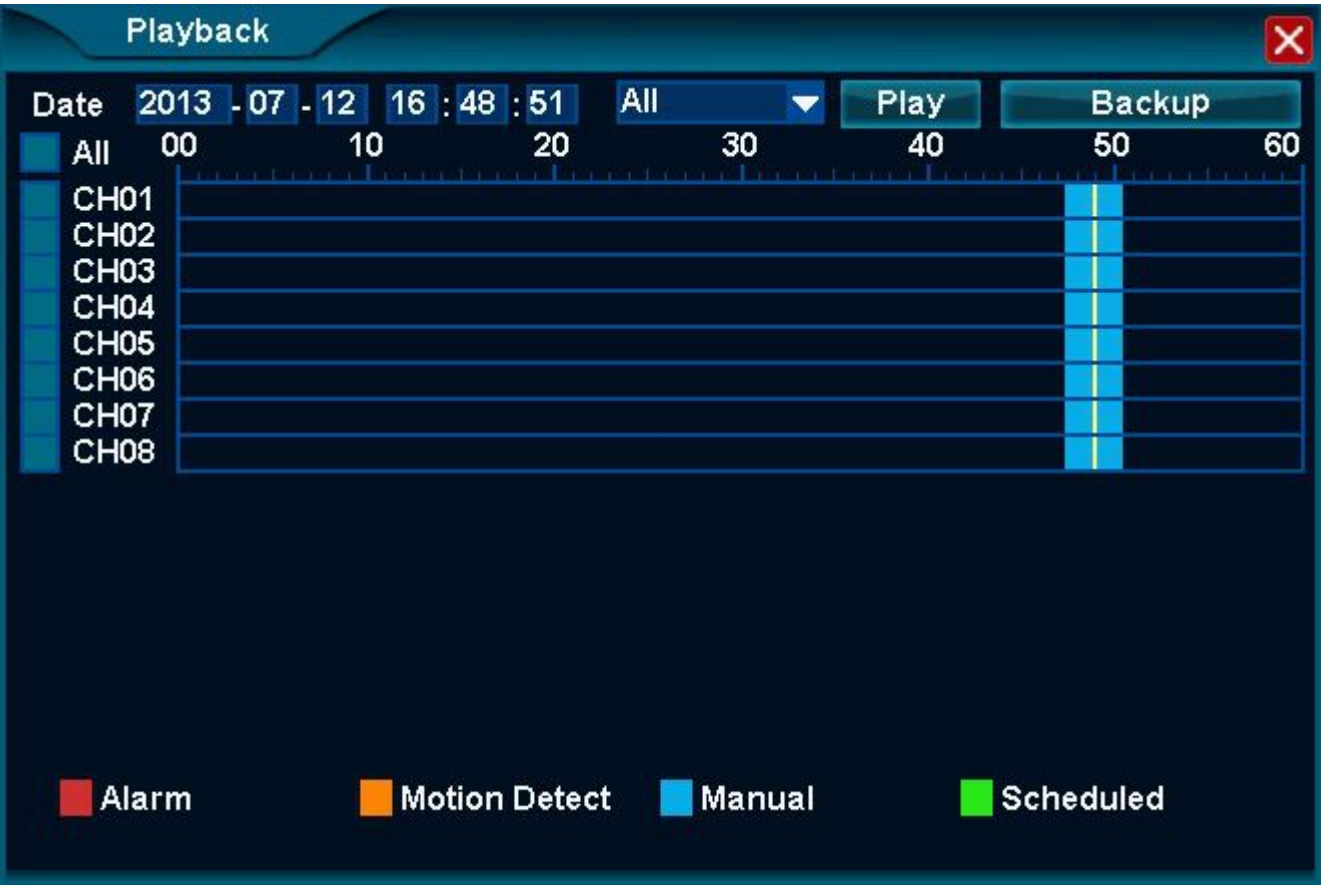 Playback
Date 2013 - 07 - 12 16 : 48 : 51 All Play Backup
All 00 10 20 30 40 50 60
CH01
CH02
CH03
CH04
CH05
CH06
CH07
CH08
Alarm Motion Detect Manual Scheduled